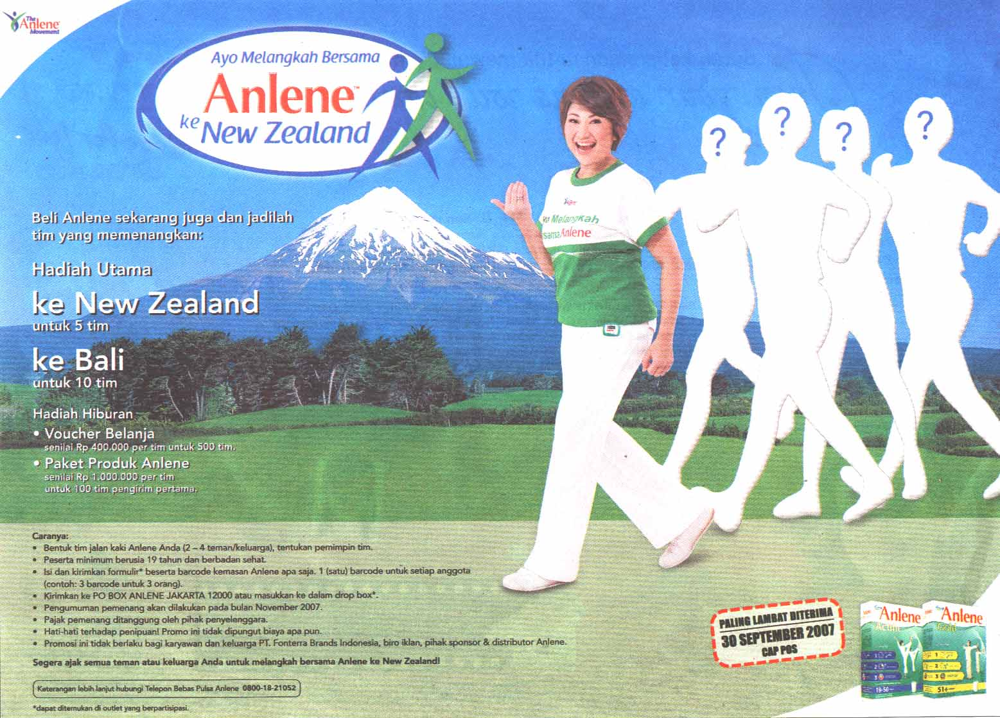 The
Anlene
Movement
Ayo Melangkah Bersama
Anlene™
ke New Zealand
Beli Anlene sekarang juga dan jadilah
tim yang memenangkan:
Hadiah Utama
ke New Zealand
untuk 5 tim
ke Bali
untuk 10 tim
Hadiah Hiburan
• Voucher Belanja
senilai Rp 400.000 per tim untuk 500 tim.
• Paket Produk Anlene
senilai Rp 1.000.000 per tim
untuk 100 tim pengirim pertama.
Melangkah
Anlene
? ? ? ?
Caranya:
• Bentuk tim jalan kaki Anlene Anda (2 – 4 teman/keluarga), tentukan pemimpin tim.
• Peserta minimum berusia 19 tahun dan berbadan sehat.
• Isi dan kirimkan formulir* beserta barcode kemasan Anlene apa saja. 1 (satu) barcode untuk setiap anggota
(contoh: 3 barcode untuk 3 orang).
• Kirimkan ke PO BOX ANLENE JAKARTA 12000 atau masukkan ke dalam drop box*.
• Pengumuman pemenang akan dilakukan pada bulan November 2007.
• Pajak pemenang ditanggung oleh pihak penyelenggara.
• Hati-hati terhadap penipuan! Promo ini tidak dipungut biaya apa pun.
• Promosi ini tidak berlaku bagi karyawan dan keluarga PT. Fonterra Brands Indonesia, biro iklan, pihak sponsor & distributor Anlene.
Segera ajak semua teman atau keluarga Anda untuk melangkah bersama Anlene ke New Zealand!
Keterangan lebih lanjut hubungi Telepon Bebas Pulsa Anlene 0800-18-21052
*dapat ditemukan di outlet yang berpartisipasi.
PALING LAMBAT DITERIMA
30 SEPTEMBER 2007
CAP POS
Anlene
Actifit
1
2
3
19-50
Anlene
Gold
1
2
3
51+